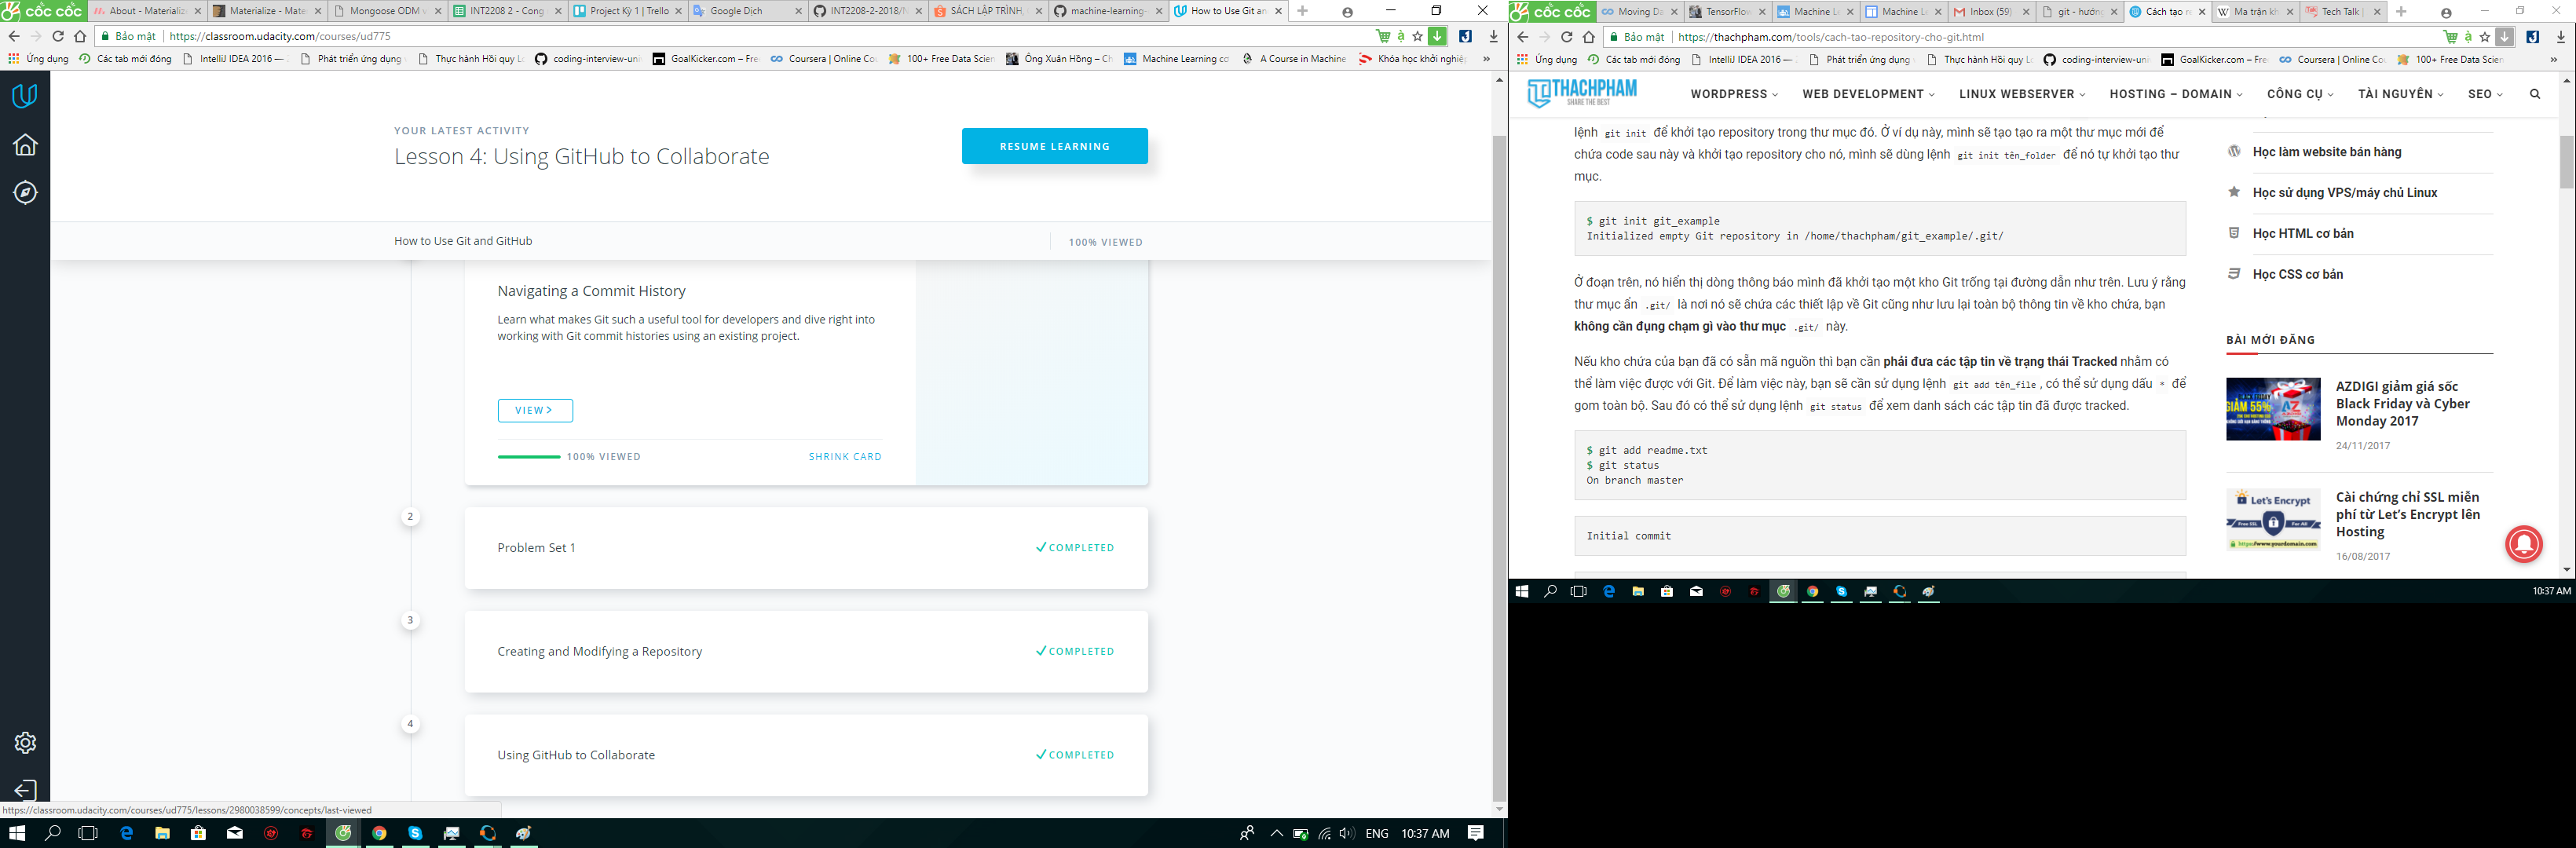 cốc cốc
About - Materializ
Materialize - Mate
Mongoose ODM v
INT2208 2 - Cong
Project Kỳ 1 | Trello
Google Dịch
INT2208-2-2018/N
SÁCH LẬP TRÌNH,
machine-learning-
How to Use Git an
Bảo mật
https://classroom.udacity.com/courses/ud775
Ứng dụng
Các tab mới đóng
IntelliJ IDEA 2016 —
Phát triển ứng dụng
Thực hành Hồi quy Lo
coding-interview-uni
GoalKicker.com – Fre
Coursera | Online Co
100+ Free Data Scien
Ông Xuân Hồng – Ch
Machine Learning co
A Course in Machine
Khóa học khởi nghiệp
»
YOUR LATEST ACTIVITY
Lesson 4: Using GitHub to Collaborate
RESUME LEARNING
How to Use Git and GitHub
100% VIEWED
Navigating a Commit History
Learn what makes Git such a useful tool for developers and dive right into
working with Git commit histories using an existing project.
VIEW >
100% VIEWED
SHRINK CARD
2
Problem Set 1
COMPLETED
3
Creating and Modifying a Repository
COMPLETED
4
Using GitHub to Collaborate
COMPLETED
https://classroom.udacity.com/courses/ud775/lessons/2980038599/concepts/last-viewed
ENG
10:37 AM
cốc cốc
Moving Da
TensorFlow
Machine Le
Machine Le
Inbox (59)
git - hướng
Cách tạo re
Ma trận kh
Tech Talk |
Bảo mật
https://thachpham.com/tools/cach-tao-repository-cho-git.html
Ứng dụng
Các tab mới đóng
IntelliJ IDEA 2016 —
Phát triển ứng dụng
Thực hành Hồi quy Lo
coding-interview-uni
GoalKicker.com – Fre
Coursera | Online Co
100+ Free Data Scien
»
THACHPHAM
SHARE THE BEST
WORDPRESS
WEB DEVELOPMENT
LINUX WEBSERVER
HOSTING – DOMAIN
CÔNG CỤ
TÀI NGUYÊN
SEO
lệnh git init để khởi tạo repository trong thư mục đó. Ở ví dụ này, mình sẽ tạo tạo ra một thư mục mới để
chứa code sau này và khởi tạo repository cho nó, mình sẽ dùng lệnh git init tên_folder để nó tự khởi tạo thư
mục.
$ git init git_example
Initialized empty Git repository in /home/thachpham/git_example/.git/
Ở đoạn trên, nó hiển thị dòng thông báo mình đã khởi tạo một kho Git trống tại đường dẫn như trên. Lưu ý rằng
thư mục ẩn .git/ là nơi nó sẽ chứa các thiết lập về Git cũng như lưu lại toàn bộ thông tin về kho chứa, bạn
không cần đụng chạm gì vào thư mục .git/ này.
Nếu kho chứa của bạn đã có sẵn mã nguồn thì bạn cần phải đưa các tập tin về trạng thái Tracked nhằm có
thể làm việc được với Git. Để làm việc này, bạn sẽ cần sử dụng lệnh git add tên_file , có thể sử dụng dấu * để
gom toàn bộ. Sau đó có thể sử dụng lệnh git status để xem danh sách các tập tin đã được tracked.
$ git add readme.txt
$ git status
On branch master
Initial commit
Học làm website bán hàng
Học sử dụng VPS/máy chủ Linux
Học HTML cơ bản
Học CSS cơ bản
BÀI MỚI ĐĂNG
GIẢM 55%
AZDIGI giảm giá sốc
Black Friday và Cyber
Monday 2017
24/11/2017
Let's Encrypt
Free SSL
For All
https://www.yourdomain.com
Cài chứng chỉ SSL miễn
phí từ Let's Encrypt lên
Hosting
16/08/2017
10:37 AM